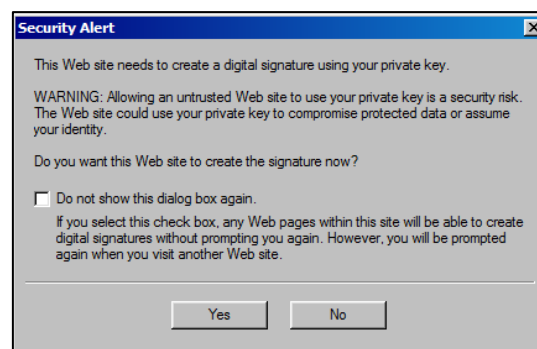 Security Alert
This Web site needs to create a digital signature using your private key.
WARNING: Allowing an untrusted Web site to use your private key is a security risk.
The Web site could use your private key to compromise protected data or assume
your identity.
Do you want this Web site to create the signature now?
Do not show this dialog box again.
If you select this check box, any Web pages within this site will be able to create
digital signatures without prompting you again. However, you will be prompted
again when you visit another Web site.
Yes No